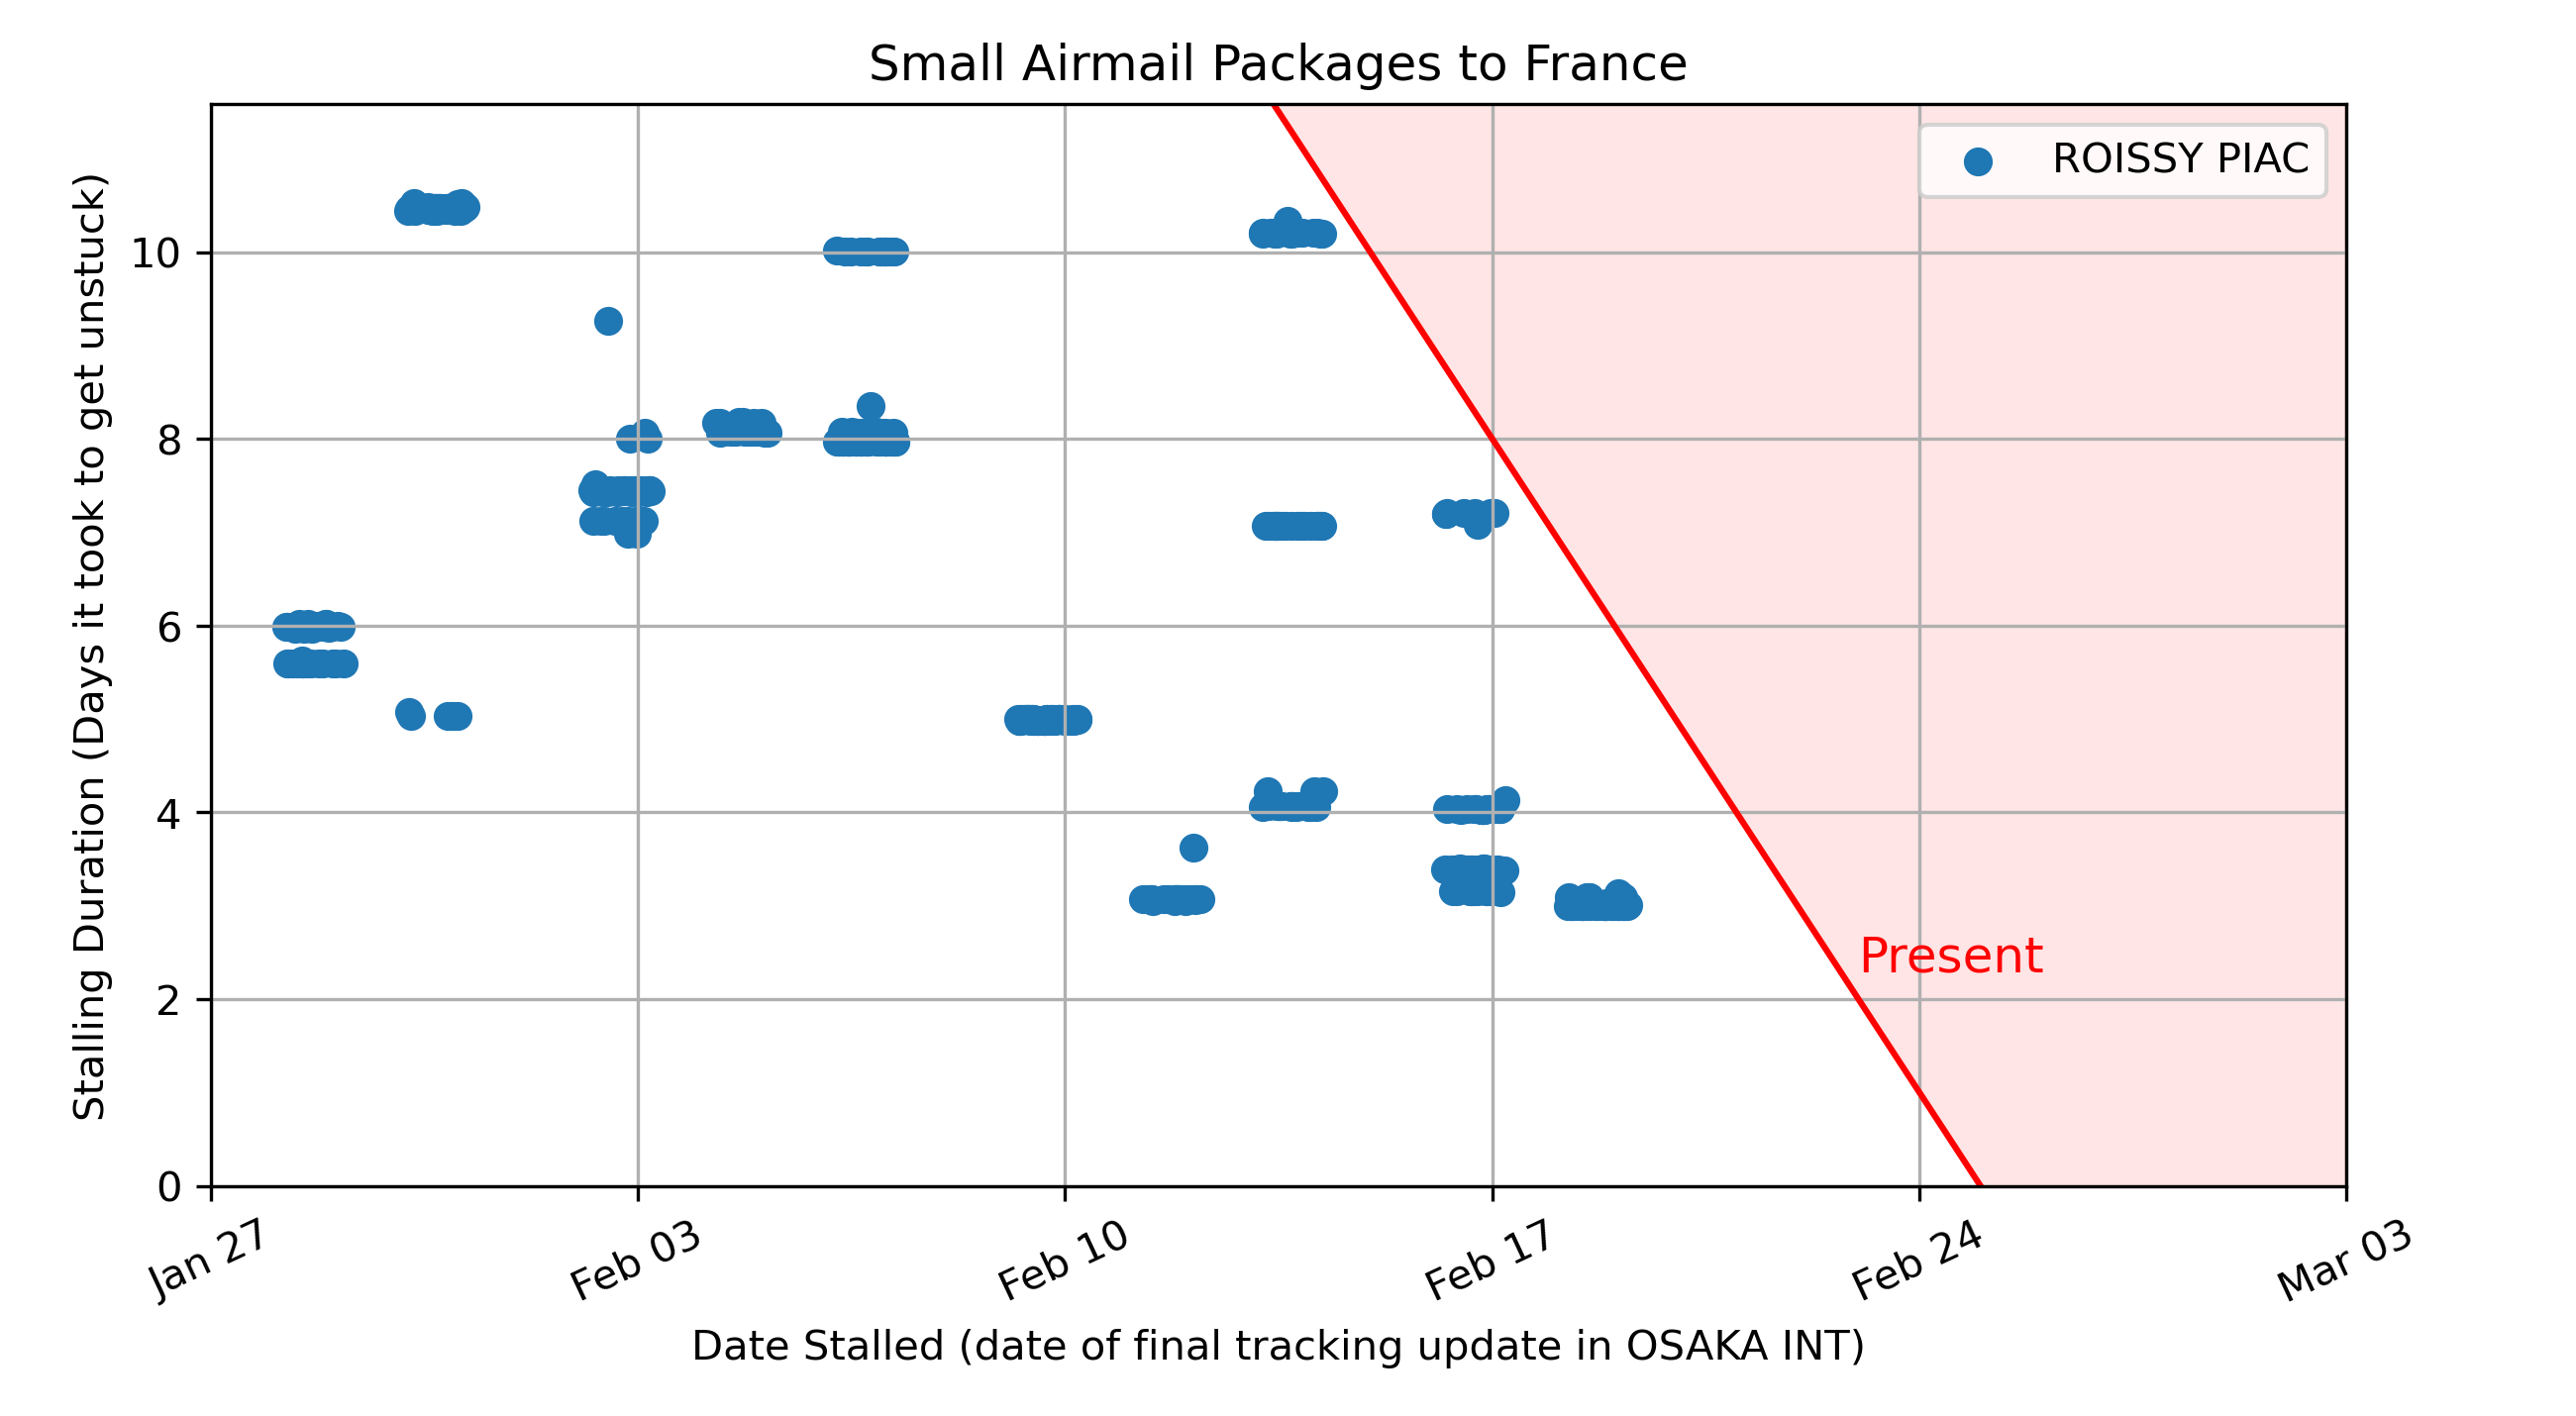 Small Airmail Packages to France
ROISSY PIAC
Stalling Duration (Days it took to get unstuck)
10
8
6
4
2
0
Present
Jan 27
Feb 03
Feb 10
Feb 17
Feb 24
Mar 03
Date Stalled (date of final tracking update in OSAKA INT)